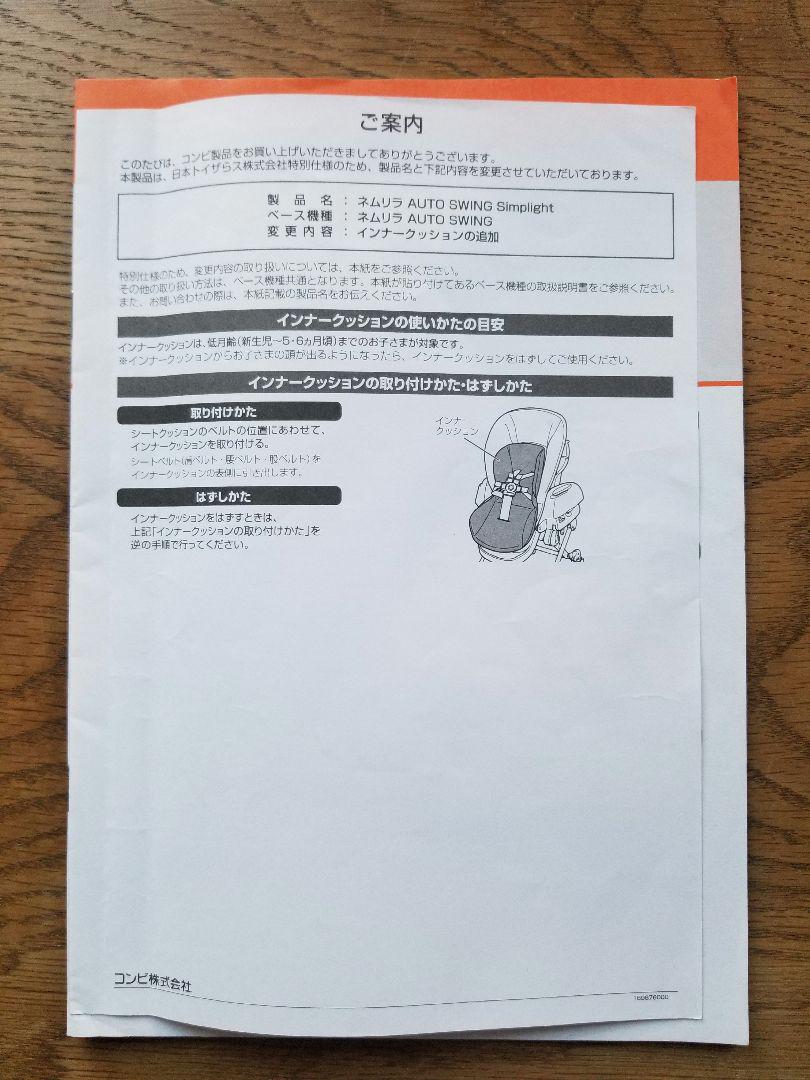 ご案内
このたびは、コンビ製品をお買い上げいただきましてありがとうございます。
本製品は、日本トイザらス株式会社特別仕様のため、製品名と下記内容を変更させていただいております。
製品名：ネムリラ AUTO SWING Simplight
ベース機種：ネムリラ AUTO SWING
変更内容：インナークッションの追加
特別仕様のため、変更内容の取り扱いについては、本紙をご参照ください。
その他の取り扱い方法は、ベース機種共通となります。本紙が貼り付けてあるベース機種の取扱説明書をご参照ください。
また、お問い合わせの際は、本紙記載の製品名をお伝えください。
インナークッションの使いかたの目安
インナークッションは、低月齢（新生児～5・6ヵ月頃）までのお子さまが対象です。
※インナークッションからお子さまの頭が出るようになったら、インナークッションをはずしてご使用ください。
インナークッションの取り付けかた・はずしかた
取り付けかた
シートクッションのベルトの位置にあわせて、
インナークッションを取り付ける。
シートベルト（肩ベルト・腰ベルト・股ベルト）を
インナークッションの表側に引き出します。
インナー
クッション
はずしかた
インナークッションをはずすときは、
上記「インナークッションの取り付けかた」を
逆の手順で行ってください。
コンビ株式会社
169876000